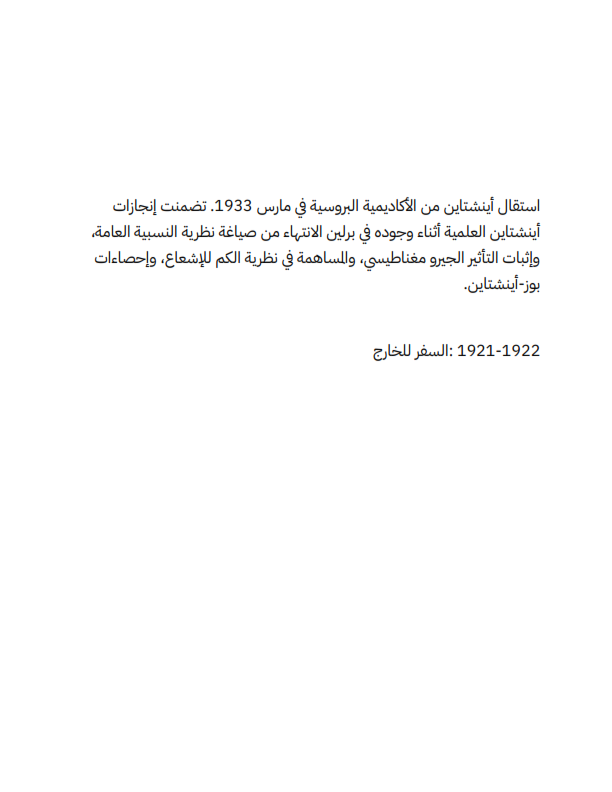 استقال أينشتاين من الأكاديمية البروسية في مارس 1933. تضمنت إنجازات
أينشتاين العلمية أثناء وجوده في برلين الانتهاء من صياغة نظرية النسبية العامة،
وإثبات التأثير الجيرو مغناطيسي، والمساهمة في نظرية الكم للإشعاع، وإحصاءات
بوز-أينشتاين.
1921-1922 :السفر للخارج